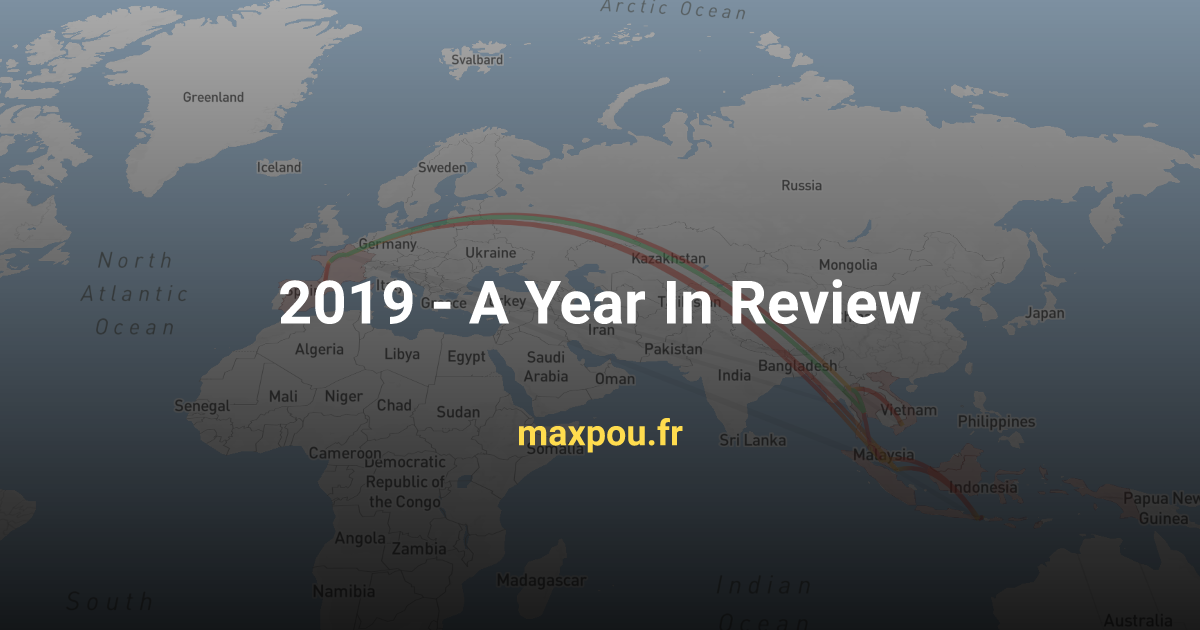 Arctic Ocean
Svalbard
Greenland
Iceland
Sweden
Russia
Germany
Ukraine
Kazakhstan
Mongolia
North
Atlantic
Ocean
2019 - A Year In Review
Greece
Japan
Iran
Algeria
Libya
Egypt
Saudi
Arabia
Pakistan
Oman
India
Bangladesh
Senegal
Mali
Niger
Chad
Sudan
Vietnam
Philippines
maxpou.fr
Sri Lanka
Cameroon
Somalia
Malaysia
Democratic
Republic of
the Congo
Indonesia
Papua New
Guinea
Angola
Zambia
Madagascar
Namibia
South
Indian
Ocean
Australia